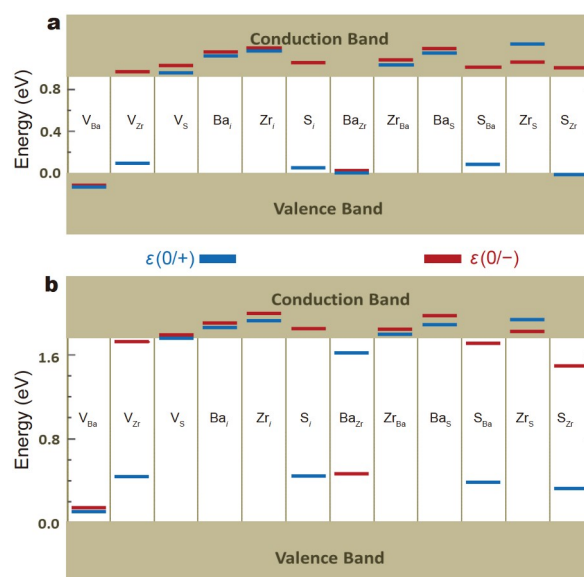 a
Conduction Band
Energy (eV)
0.8
0.4
0.0
V_Ba V_Zr V_S Ba_i Zr_i S_i Ba_Zr Zr_Ba Ba_S S_Ba Zr_S S_Zr
Valence Band
ε(0/+) ε(0/−)
b
Conduction Band
Energy (eV)
1.6
0.8
0.0
V_Ba V_Zr V_S Ba_i Zr_i S_i Ba_Zr Zr_Ba Ba_S S_Ba Zr_S S_Zr
Valence Band